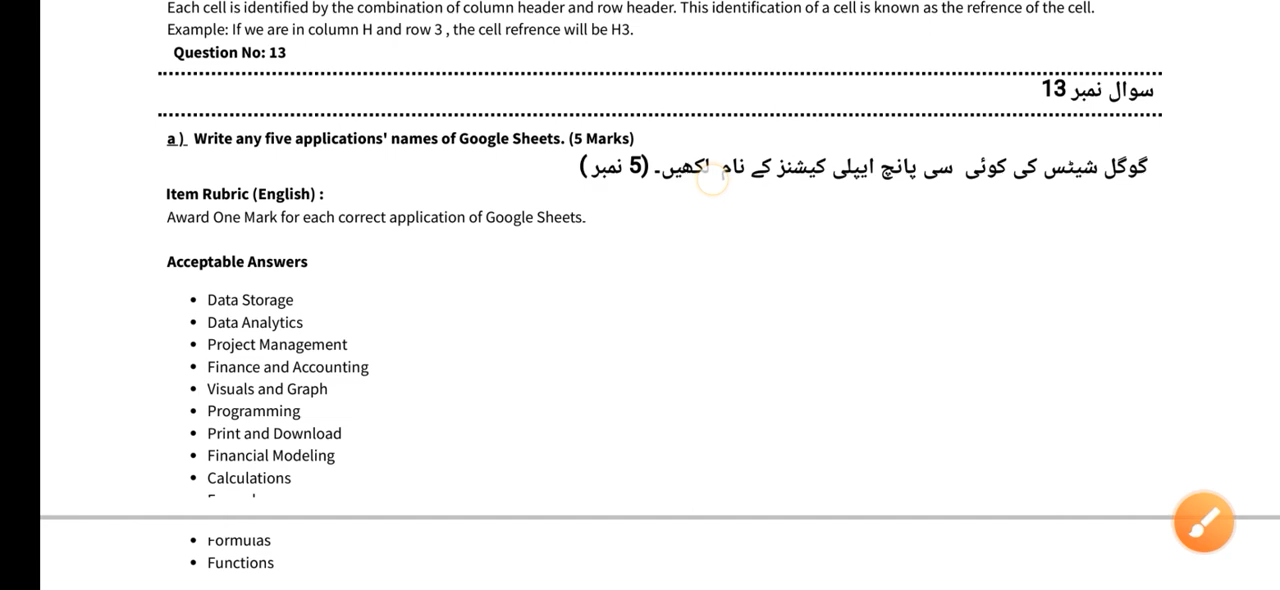 Each cell is identified by the combination of column header and row header. This identification of a cell is known as the refrence of the cell.
Example: If we are in column H and row 3 , the cell refrence will be H3.
Question No: 13
سوال نمبر 13
a ) Write any five applications' names of Google Sheets. (5 Marks)
گوگل شیٹس کی کوئی سی پانچ ایپلی کیشنز کے نام لکھیں۔ (5 نمبر )
Item Rubric (English) :
Award One Mark for each correct application of Google Sheets.
Acceptable Answers
• Data Storage
• Data Analytics
• Project Management
• Finance and Accounting
• Visuals and Graph
• Programming
• Print and Download
• Financial Modeling
• Calculations
• Formulas
• Functions